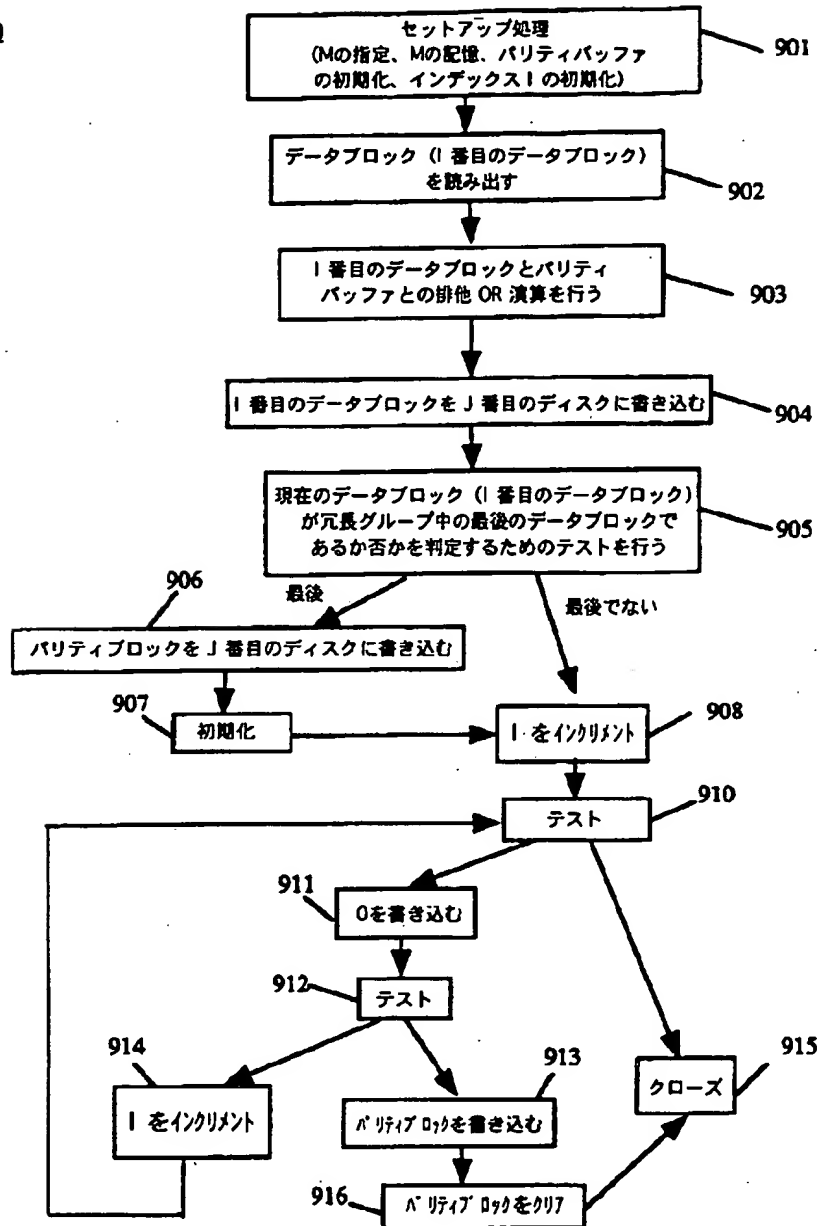 セットアップ処理
(Mの指定、Mの記憶、パリティバッファ
の初期化、インデックスIの初期化)
901
データブロック(I番目のデータブロック)
を読み出す
902
I番目のデータブロックとパリティ
バッファとの排他OR演算を行う
903
I番目のデータブロックをJ番目のディスクに書き込む
904
現在のデータブロック(I番目のデータブロック)
が冗長グループ中の最後のデータブロックで
あるか否かを判定するためのテストを行う
905
906
最後
最後でない
パリティブロックをJ番目のディスクに書き込む
907
初期化
Iをインクリメント
908
テスト
910
911
0を書き込む
912
テスト
914
Iをインクリメント
913
パリティブロックを書き込む
クローズ
915
916
パリティブロックをクリア